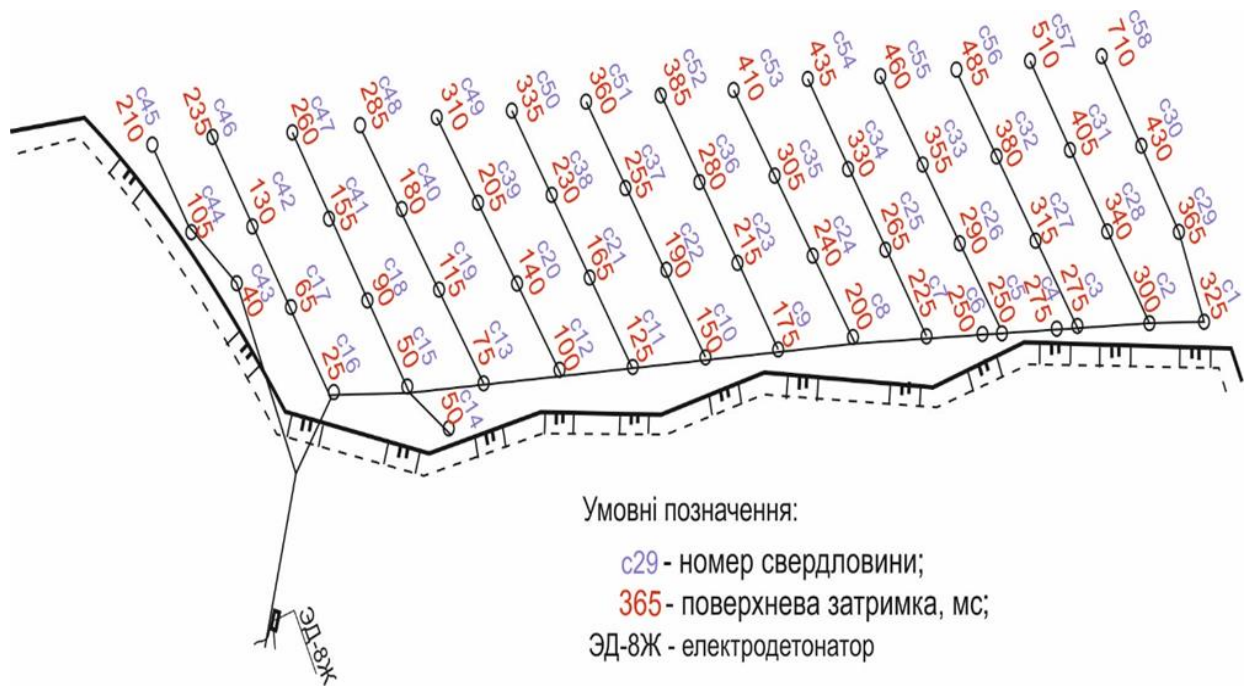 с45
210
с46
235
с47
260
с48
285
с49
310
с50
335
с51
360
с52
385
с53
410
с54
435
с55
460
с56
485
с57
510
с58
710
с44
105
с42
130
с41
155
с40
180
с39
205
с38
230
с37
255
с36
280
с35
305
с34
330
с33
355
с32
380
с31
405
с30
430
с43
40
с17
65
с18
90
с19
115
с20
140
с21
165
с22
190
с23
215
с24
240
с25
265
с26
290
с27
315
с28
340
с29
365
с16
25
с15
50
с14
50
с13
75
с12
100
с11
125
с10
150
с9
175
с8
200
с7
225
с6
250
с5
250
с4
275
с3
275
с2
300
с1
325
Умовні позначення:
с29 - номер свердловини;
365 - поверхнева затримка, мс;
ЭД-8Ж - електродетонатор
ЭД-8Ж